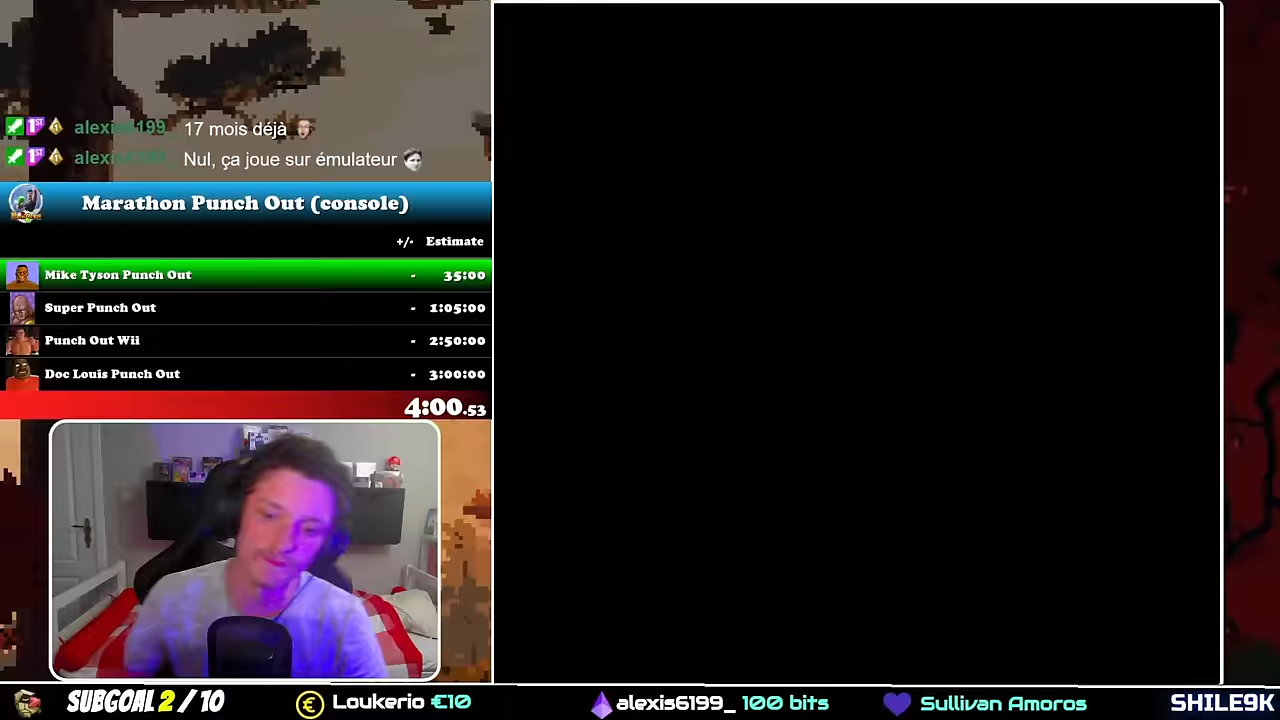 alexis6199 17 mois déjà
alexis6199 Nul, ça joue sur émulateur
Marathon Punch Out (console)
+/- Estimate
Mike Tyson Punch Out - 35:00
Super Punch Out - 1:05:00
Punch Out Wii - 2:50:00
Doc Louis Punch Out - 3:00:00
4:00.53
SUBGOAL 2 / 10 Loukerio €10 alexis6199_ 100 bits Sullivan Amoros SHILE9K